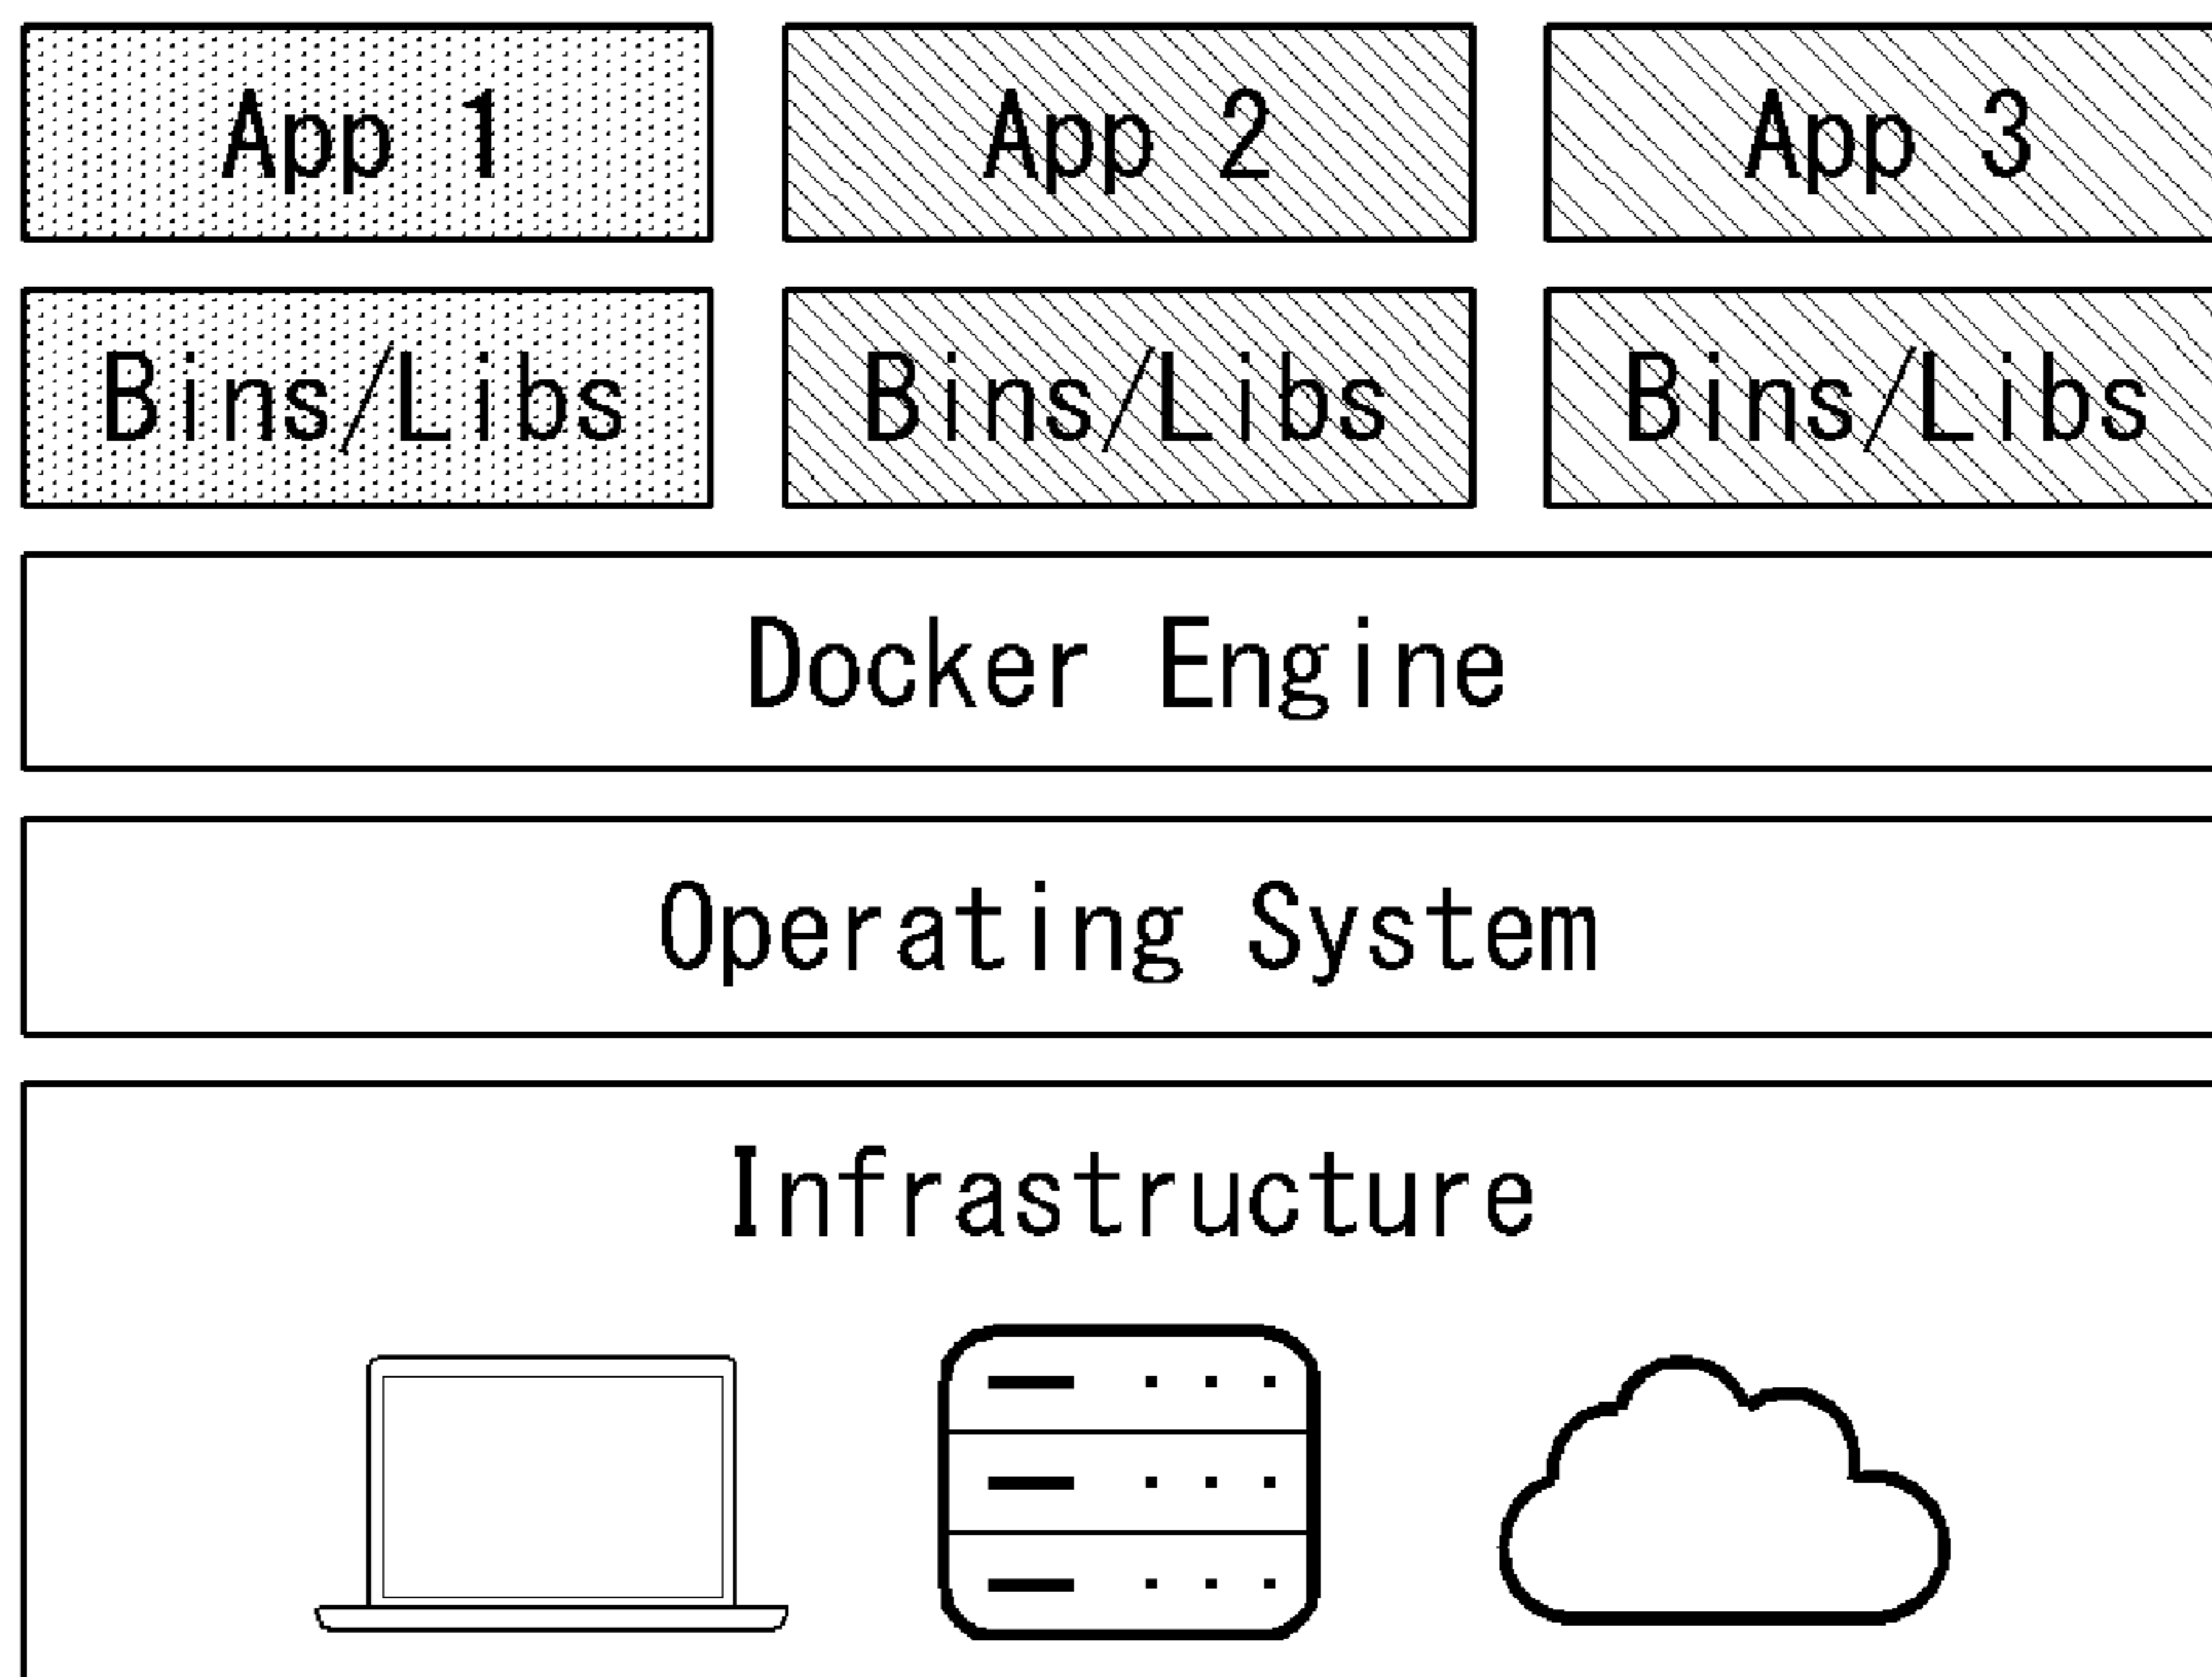 App 1 App 2 App 3
Bins/Libs Bins/Libs Bins/Libs
Docker Engine
Operating System
Infrastructure